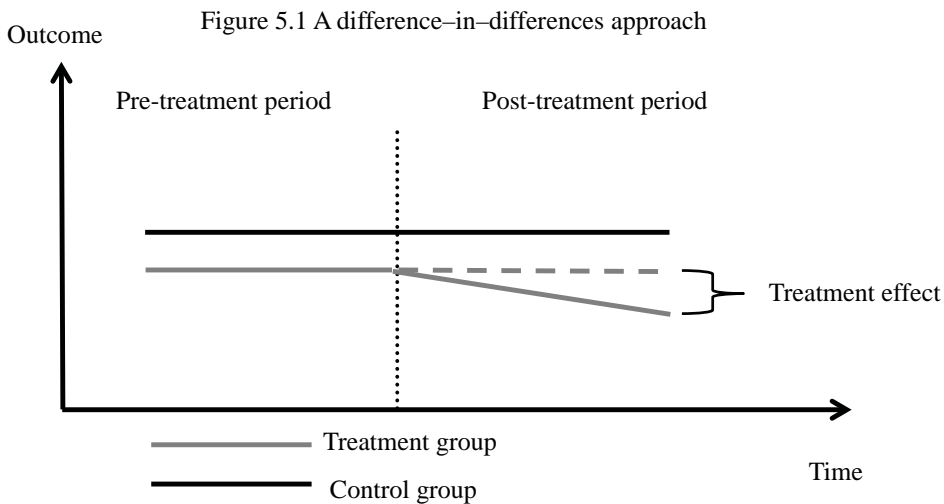 Figure 5.1 A difference–in–differences approach
Outcome
Pre-treatment period
Post-treatment period
Treatment effect
Treatment group
Control group
Time